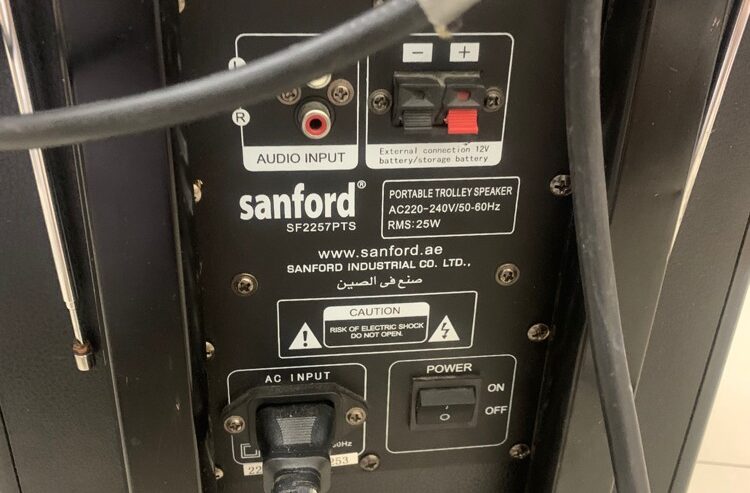 − +
R
AUDIO INPUT
External connection 12V
battery/storage battery
sanford®
SF2257PTS
PORTABLE TROLLEY SPEAKER
AC220-240V/50-60Hz
RMS:25W
www.sanford.ae
SANFORD INDUSTRIAL CO. LTD.,
صنع في الصين
CAUTION
RISK OF ELECTRIC SHOCK
DO NOT OPEN.
AC INPUT
POWER
ON
OFF